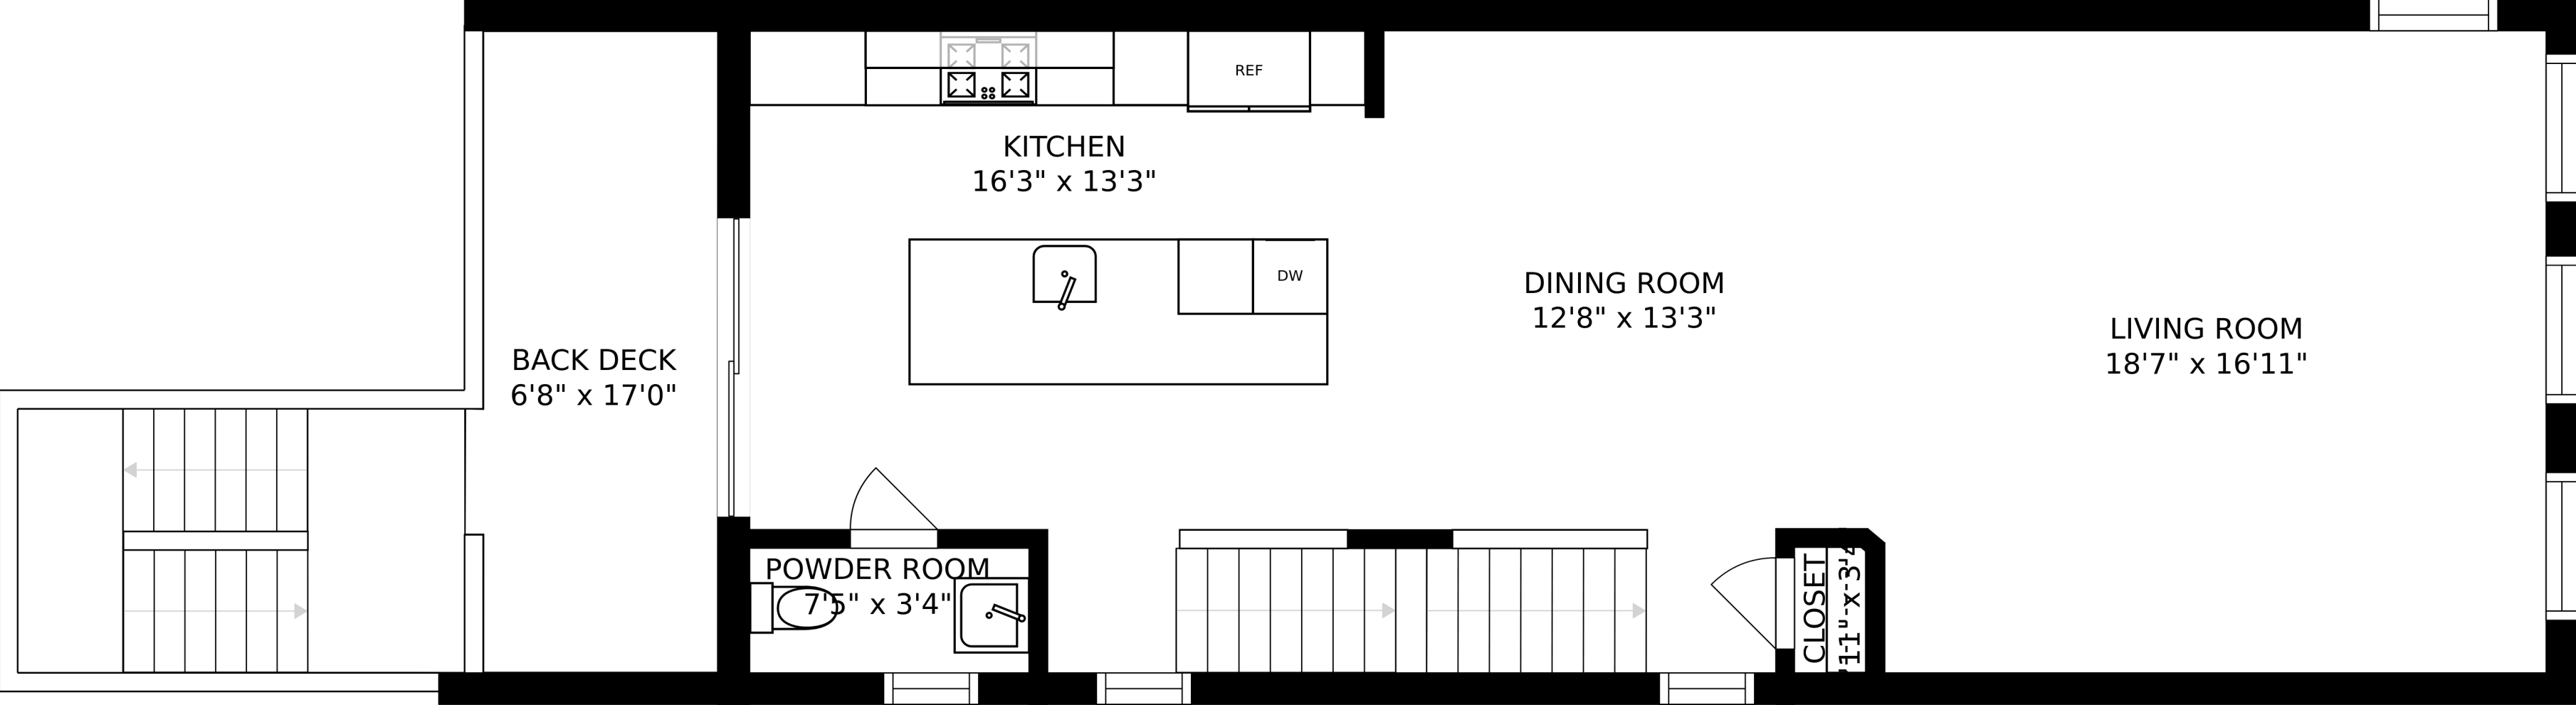 REF
KITCHEN
16'3" x 13'3"
DW
DINING ROOM
12'8" x 13'3"
LIVING ROOM
18'7" x 16'11"
BACK DECK
6'8" x 17'0"
POWDER ROOM
7'5" x 3'4"
CLOSET